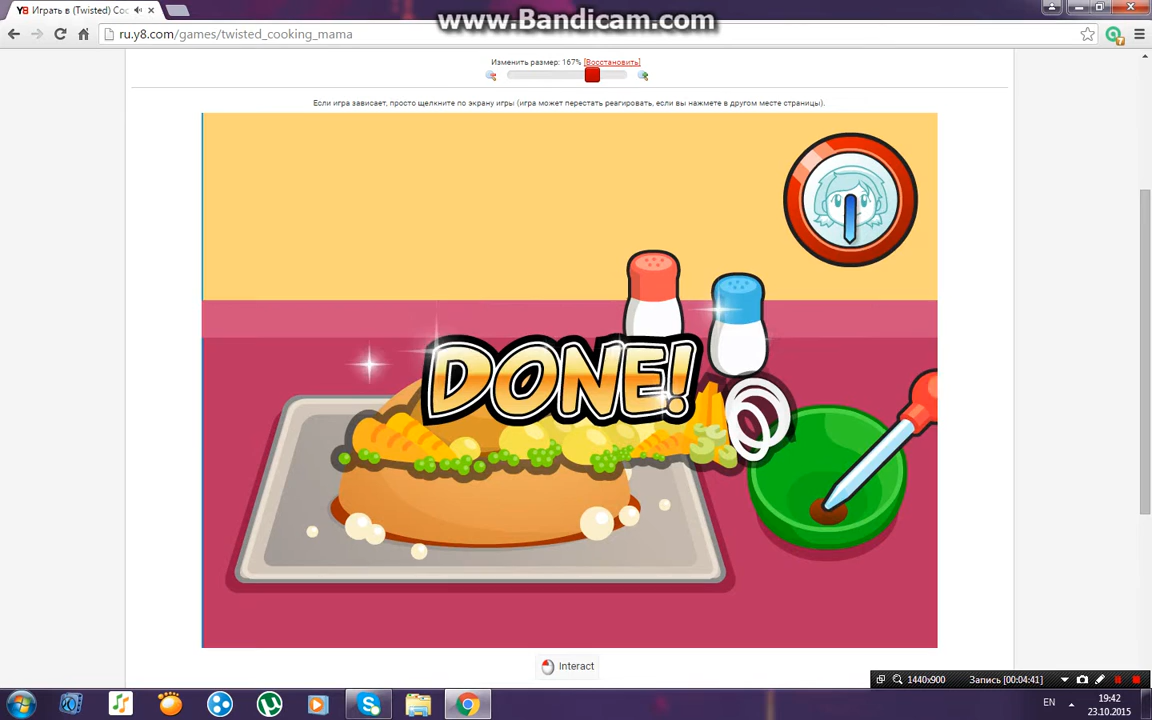 www.Bandicam.com
Y8 Играть в (Twisted) Coo
ru.y8.com/games/twisted_cooking_mama
Изменить размер: 167% [Восстановить]
Если игра зависает, просто щелкните по экрану игры (игра может перестать реагировать, если вы нажмете в другом месте страницы).
DONE!
Interact
1440x900 Запись [00:04:41]
EN 19:42
23.10.2015